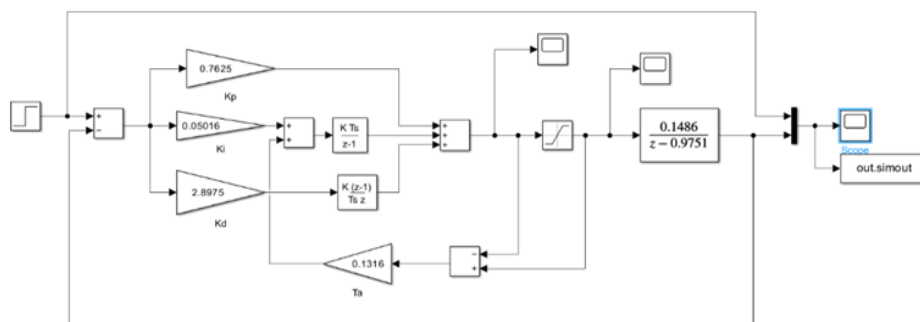 +
−
0.7625
Kp
0.05016
Ki
2.8975
Kd
+
+
K Ts
z-1
K (z-1)
Ts z
+
+
+
0.1316
Ta
−
+
0.1486
z − 0.9751
Scope
out.simout